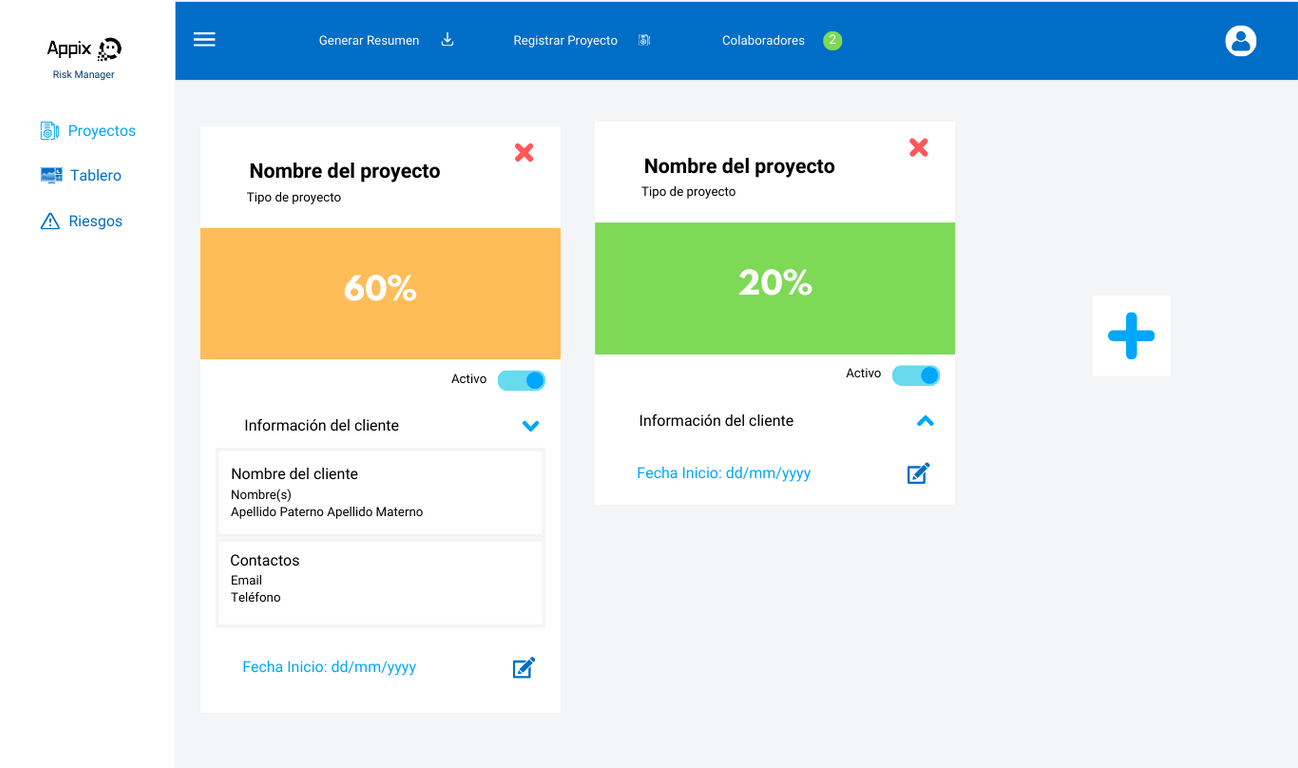 Appix
Risk Manager
Generar Resumen
Registrar Proyecto
Colaboradores 2
Proyectos
Tablero
Riesgos
Nombre del proyecto
Tipo de proyecto
60%
Activo
Información del cliente
Nombre del cliente
Nombre(s)
Apellido Paterno Apellido Materno
Contactos
Email
Teléfono
Fecha Inicio: dd/mm/yyyy
Nombre del proyecto
Tipo de proyecto
20%
Activo
Información del cliente
Fecha Inicio: dd/mm/yyyy